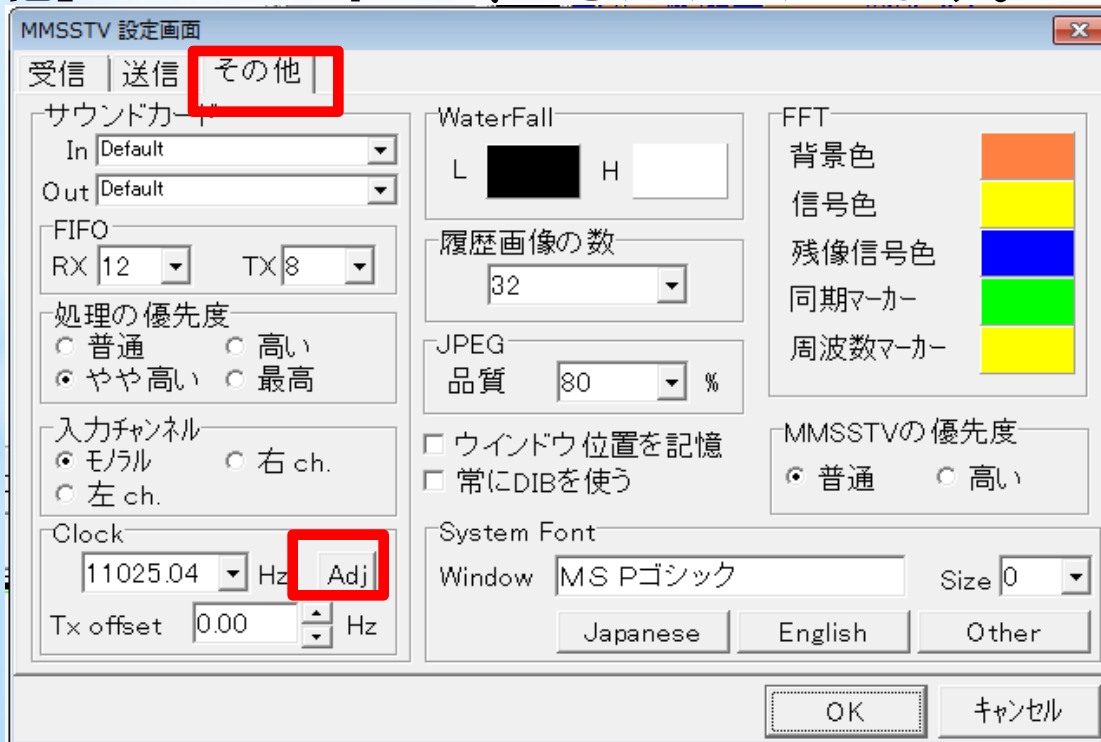 MMSSTV 設定画面
受信 送信 その他
サウンドカード
In Default
Out Default
FIFO
RX 12 TX 8
処理の優先度
普通 高い
やや高い 最高
入力チャンネル
モノラル 右 ch.
左 ch.
Clock
11025.04 Hz Adj
Tx offset 0.00 Hz
WaterFall
L H
履歴画像の数
32
JPEG
品質 80 %
ウインドウ位置を記憶
常にDIBを使う
FFT
背景色
信号色
残像信号色
同期マーカー
周波数マーカー
MMSSTVの優先度
普通 高い
System Font
Window MS Pゴシック Size 0
Japanese English Other
OK キャンセル